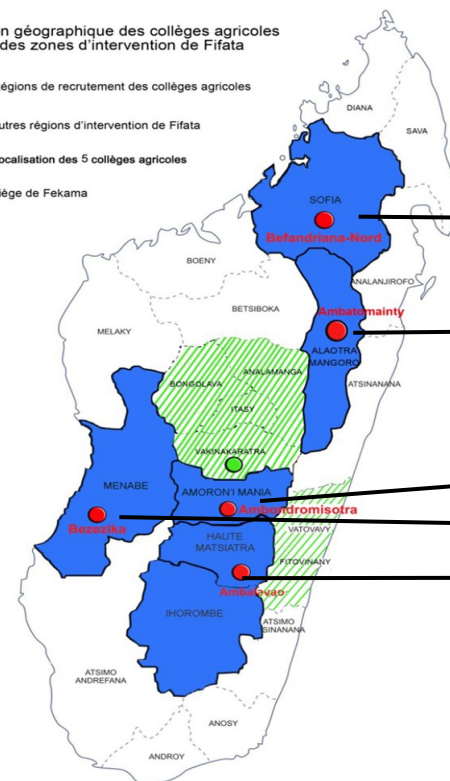 n géographique des collèges agricoles
des zones d'intervention de Fifata
égions de recrutement des collèges agricoles
utres régions d'intervention de Fifata
ocalisation des 5 collèges agricoles
iège de Fekama
DIANA
SAVA
SOFIA
Befandriana-Nord
BOENY
ANALANJIROFO
BETSIBOKA
Ambatomainty
MELAKY
ALAOTRA
MANGORO
ANALAMANGA
BONGOLAVA
ATSINANANA
ITASY
VAKINAKARATRA
MENABE
AMORON'I MANIA
Ambondromisotra
Bezezika
VATOVAVY
HAUTE
MATSIATRA
FITOVINANY
Ambalavao
IHOROMBE
ATSIMO
SINANANA
ATSIMO
ANDREFANA
ANOSY
ANDROY